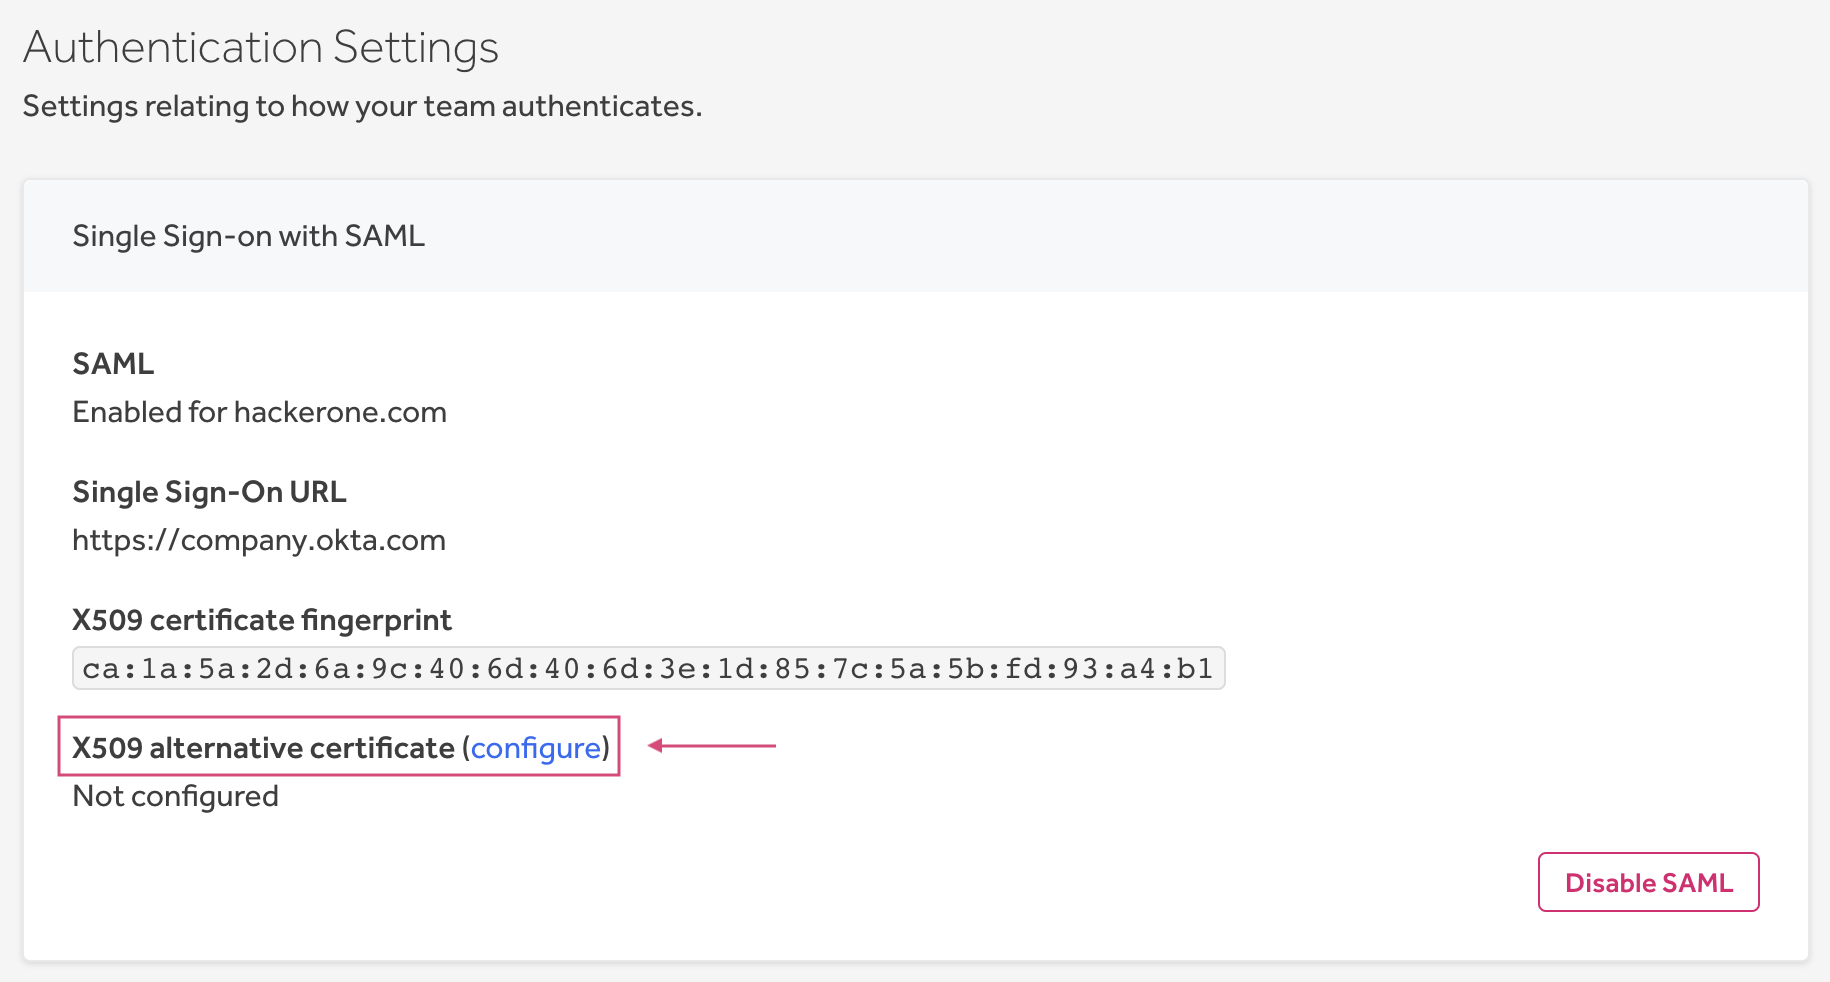 Authentication Settings
Settings relating to how your team authenticates.
Single Sign-on with SAML
SAML
Enabled for hackerone.com
Single Sign-On URL
https://company.okta.com
X509 certificate fingerprint
ca:1a:5a:2d:6a:9c:40:6d:40:6d:3e:1d:85:7c:5a:5b:fd:93:a4:b1
X509 alternative certificate (configure)
Not configured
Disable SAML